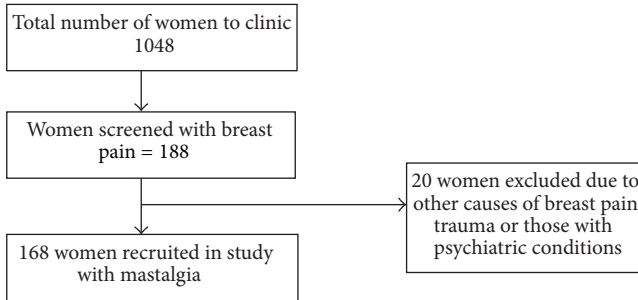 Total number of women to clinic
1048
Women screened with breast
pain = 188
20 women excluded due to
other causes of breast pain
trauma or those with
psychiatric conditions
168 women recruited in study
with mastalgia